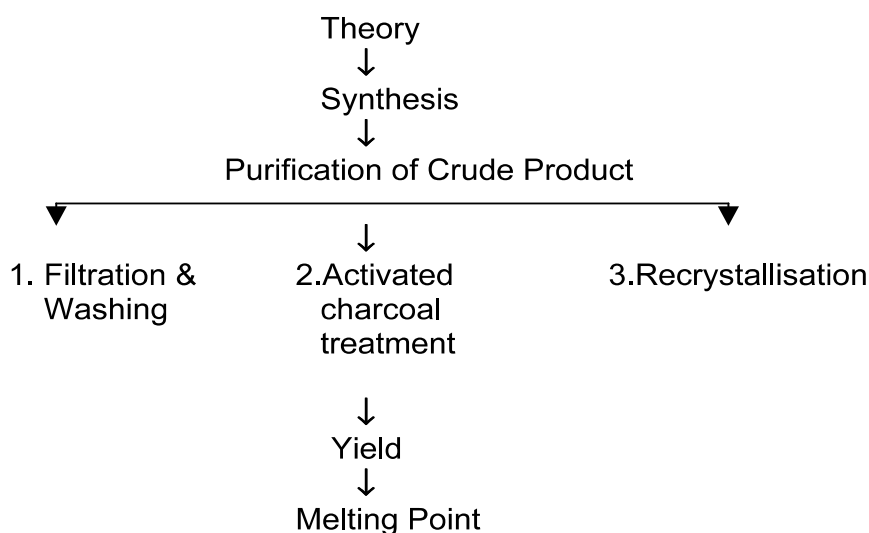 Theory
↓
Synthesis
↓
Purification of Crude Product
↓
1. Filtration &
Washing
2.Activated
charcoal
treatment
3.Recrystallisation
↓
Yield
↓
Melting Point